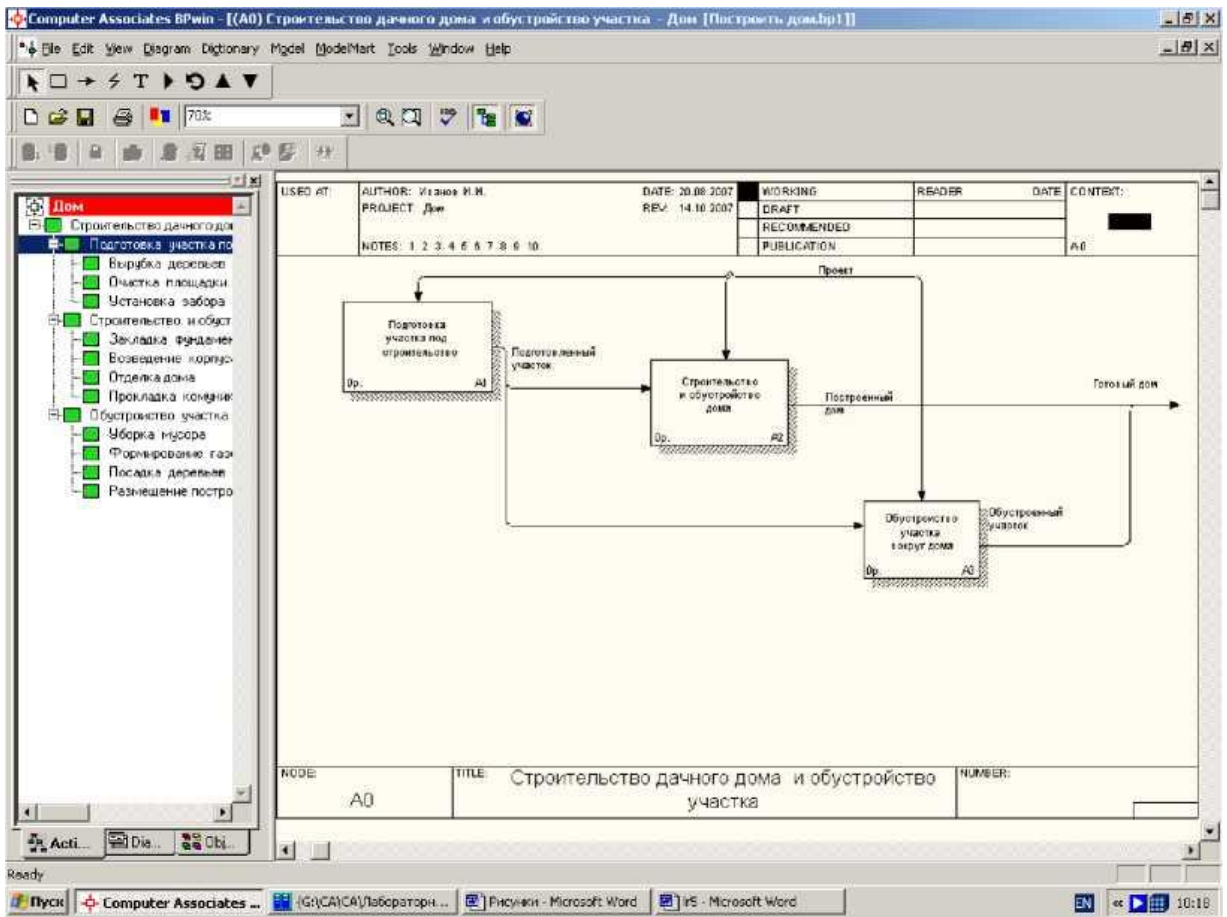 Computer Associates BPwin - [(A0) Строительство дачного дома и обустройство участка - Дом [Построить дом.bp1]]
File Edit View Diagram Dictionary Model ModelMart Tools Window Help
70%
Дом
Строительство дачного дог
Подготовка участка по
Вырубка деревьев
Очистка площадки
Установка забора
Строительство и обуст
Закладка фундамен
Возведение корпус
Отделка дома
Прокладка комуник
Обустройство участка
Уборка мусора
Формирование газ
Посадка деревьев
Размещение постро
Acti... Dia... Obj...
USED AT:
AUTHOR: Иванов И.И.
PROJECT: Дом
NOTES: 1 2 3 4 5 6 7 8 9 10
DATE: 20.08.2007
REV: 14.10.2007
WORKING
DRAFT
RECOMMENDED
PUBLICATION
READER DATE
CONTEXT:
A-0
Проект
Подготовка
участка под
строительство
0р. A1
Подготовленный
участок
Строительство
и обустройство
дома
0р. A2
Построенный
дом
Готовый дом
Обустройство
участка
вокруг дома
0р. A3
Обустроенный
участок
NODE:
A0
TITLE:
Строительство дачного дома и обустройство
участка
NUMBER:
Ready
Пуск
Computer Associates ...
{G:\CA\CA\Лаборатори...
Рисунки - Microsoft Word
lr5 - Microsoft Word
EN
18:18